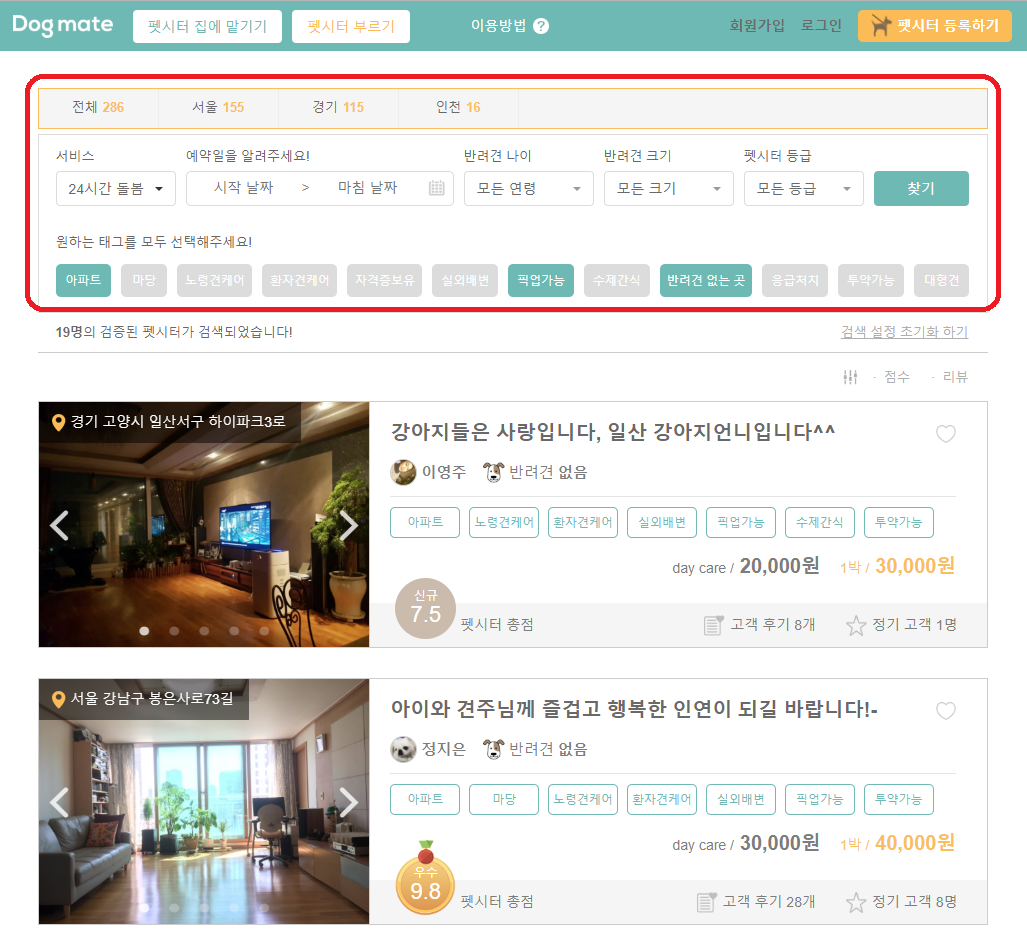 Dog mate 펫시터 집에 맡기기 펫시터 부르기 이용방법 ? 회원가입 로그인 펫시터 등록하기
전체 286 서울 155 경기 115 인천 16
서비스 예약일을 알려주세요! 반려견 나이 반려견 크기 펫시터 등급
24시간 돌봄 시작 날짜 > 마침 날짜 모든 연령 모든 크기 모든 등급 찾기
원하는 태그를 모두 선택해주세요!
아파트 마당 노령견케어 환자견케어 자격증보유 실외배변 픽업가능 수제간식 반려견 없는 곳 응급처치 투약가능 대형견
19명의 검증된 펫시터가 검색되었습니다! 검색 설정 초기화 하기
· 점수 · 리뷰
경기 고양시 일산서구 하이파크3로
강아지들은 사랑입니다, 일산 강아지언니입니다^^
이영주 반려견 없음
아파트 노령견케어 환자견케어 실외배변 픽업가능 수제간식 투약가능
day care / 20,000원 1박 / 30,000원
신규
7.5 펫시터 총점 고객 후기 8개 정기 고객 1명
서울 강남구 봉은사로73길
아이와 견주님께 즐겁고 행복한 인연이 되길 바랍니다!-
정지은 반려견 없음
아파트 마당 노령견케어 환자견케어 실외배변 픽업가능 투약가능
day care / 30,000원 1박 / 40,000원
우수
9.8 펫시터 총점 고객 후기 28개 정기 고객 8명